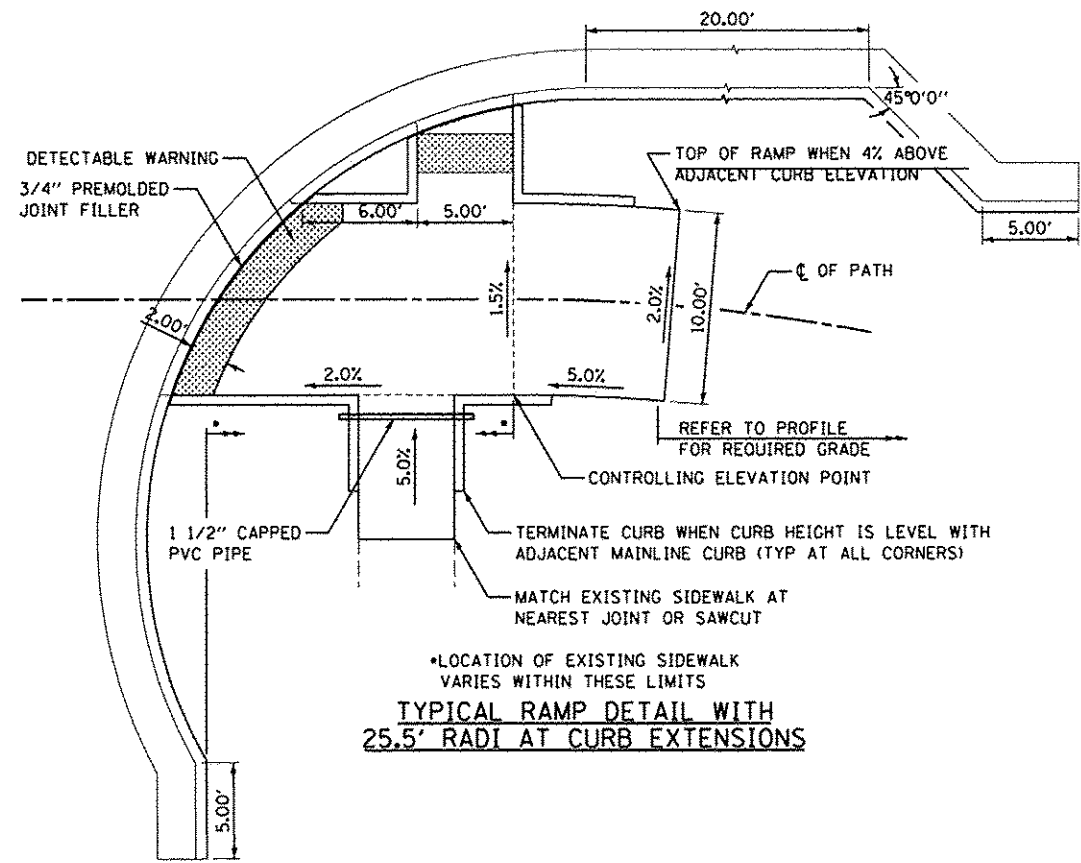 20.00'
45°0'0"
DETECTABLE WARNING
3/4" PREMOLDED
JOINT FILLER
TOP OF RAMP WHEN 4% ABOVE
ADJACENT CURB ELEVATION
6.00'
5.00'
5.00'
℄ OF PATH
2.00'
1.5%
2.0%
10.00'
2.0%
5.0%
REFER TO PROFILE
FOR REQUIRED GRADE
*
*
5.0%
CONTROLLING ELEVATION POINT
1 1/2" CAPPED
PVC PIPE
TERMINATE CURB WHEN CURB HEIGHT IS LEVEL WITH
ADJACENT MAINLINE CURB (TYP AT ALL CORNERS)
MATCH EXISTING SIDEWALK AT
NEAREST JOINT OR SAWCUT
*LOCATION OF EXISTING SIDEWALK
VARIES WITHIN THESE LIMITS
TYPICAL RAMP DETAIL WITH
25.5' RADI AT CURB EXTENSIONS
5.00'